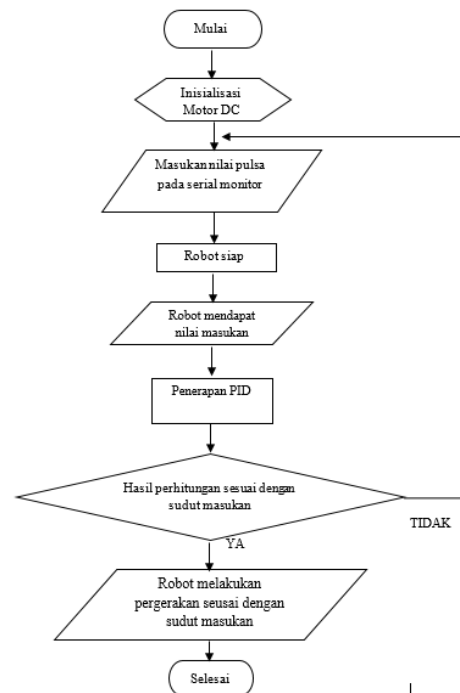 Mulai
Inisialisasi
Motor DC
Masukan nilai pulsa
pada serial monitor
Robot siap
Robot mendapat
nilai masukan
Penerapan PID
Hasil perhitungan sesuai dengan
sudut masukan
TIDAK
YA
Robot melakukan
pergerakan seusai dengan
sudut masukan
Selesai